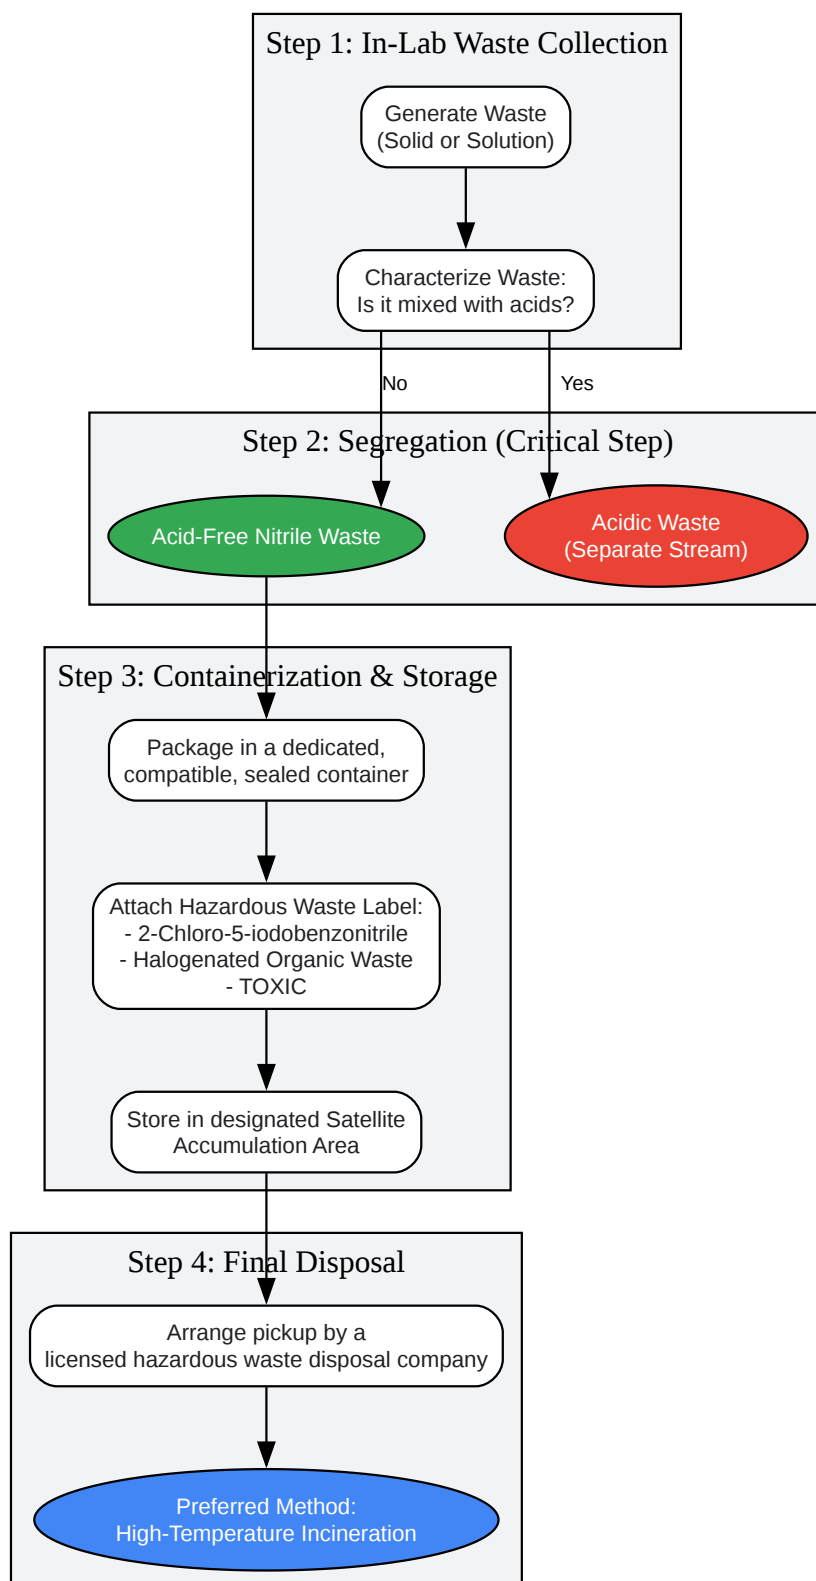 Step 1: In-Lab Waste Collection
Generate Waste
(Solid or Solution)
Characterize Waste:
Is it mixed with acids?
No
Yes
Step 2: Segregation (Critical Step)
Acid-Free Nitrile Waste
Acidic Waste
(Separate Stream)
Step 3: Containerization & Storage
Package in a dedicated,
compatible, sealed container
Attach Hazardous Waste Label:
- 2-Chloro-5-iodobenzonitrile
- Halogenated Organic Waste
- TOXIC
Store in designated Satellite
Accumulation Area
Step 4: Final Disposal
Arrange pickup by a
licensed hazardous waste disposal company
Preferred Method:
High-Temperature Incineration